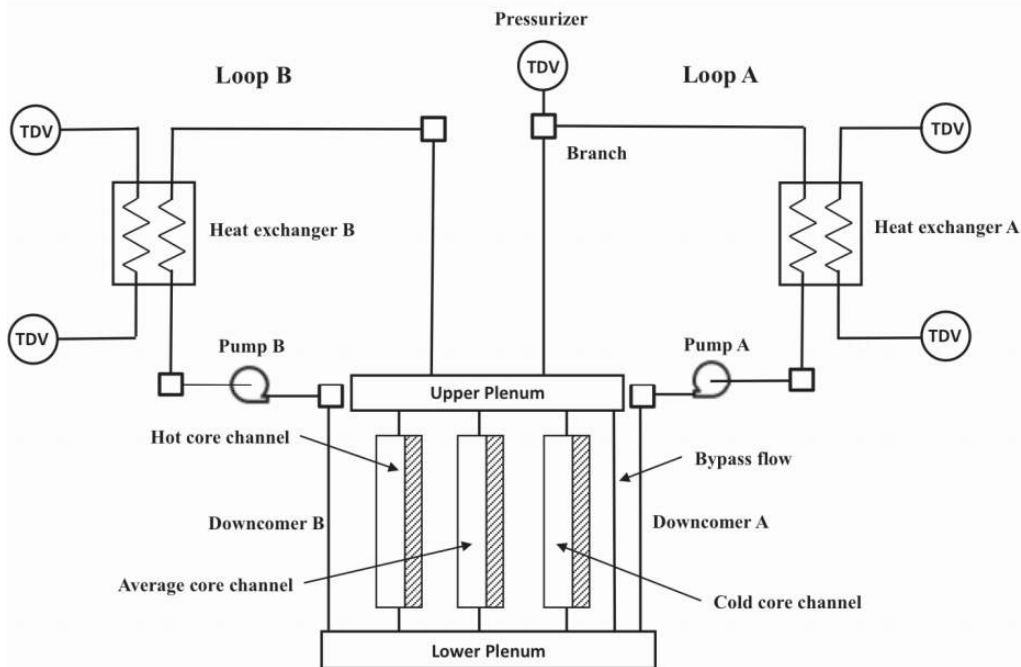 Pressurizer
TDV
Loop B
Loop A
TDV
TDV
Branch
Heat exchanger B
Heat exchanger A
TDV
TDV
Pump B
Pump A
Upper Plenum
Hot core channel
Bypass flow
Downcomer B
Downcomer A
Average core channel
Cold core channel
Lower Plenum